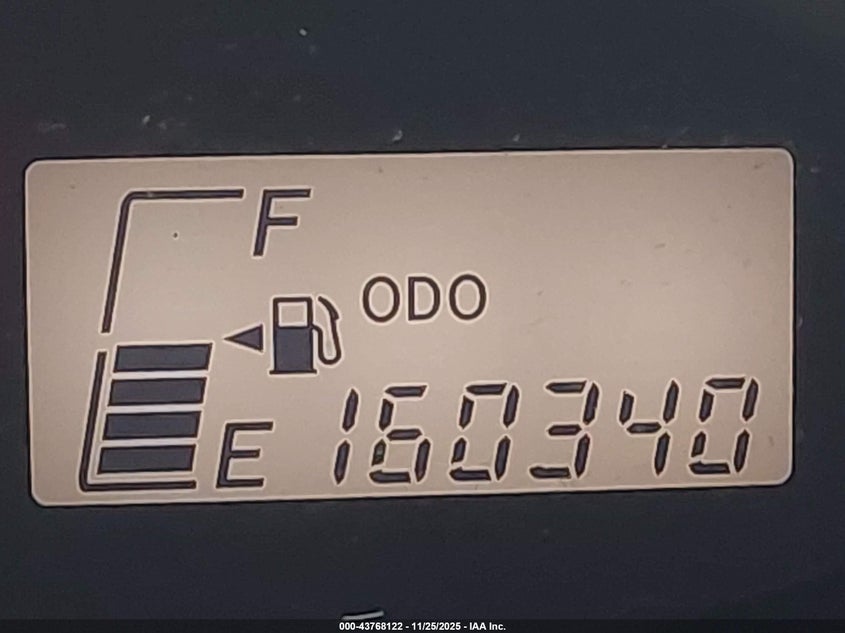 F
ODO
E 160340
000-43768122 - 11/25/2025 - IAA Inc.